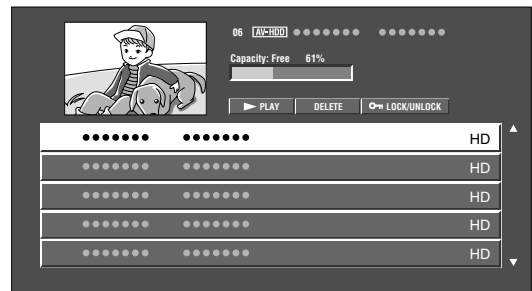 06 AV-HDD ●●●●●●● ●●●●●●●
Capacity: Free 61%
► PLAY DELETE LOCK/UNLOCK
●●●●●●● ●●●●●●● HD
●●●●●●● ●●●●●●● HD
●●●●●●● ●●●●●●● HD
●●●●●●● ●●●●●●● HD
●●●●●●● ●●●●●●● HD